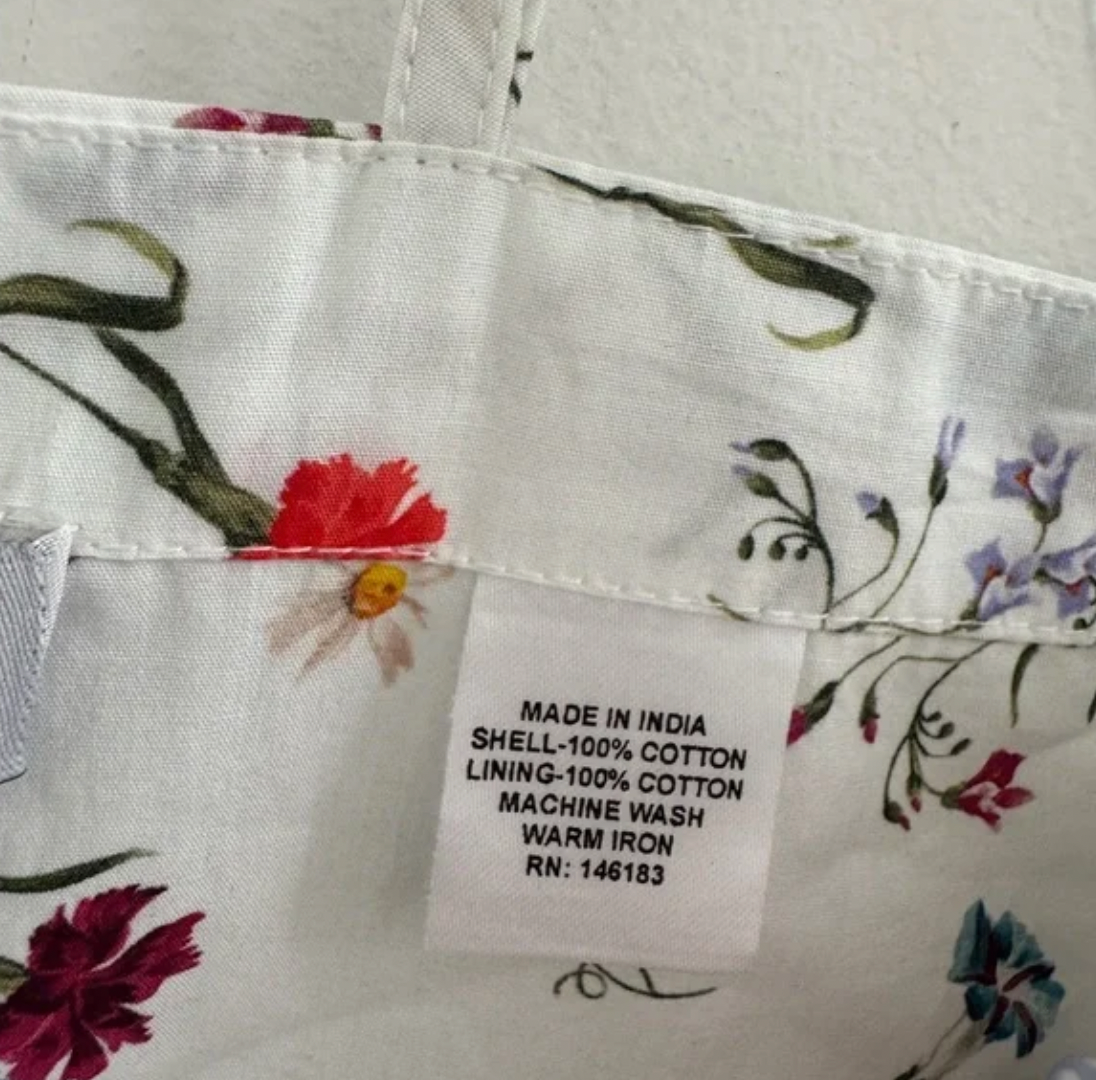 MADE IN INDIA
SHELL-100% COTTON
LINING-100% COTTON
MACHINE WASH
WARM IRON
RN: 146183